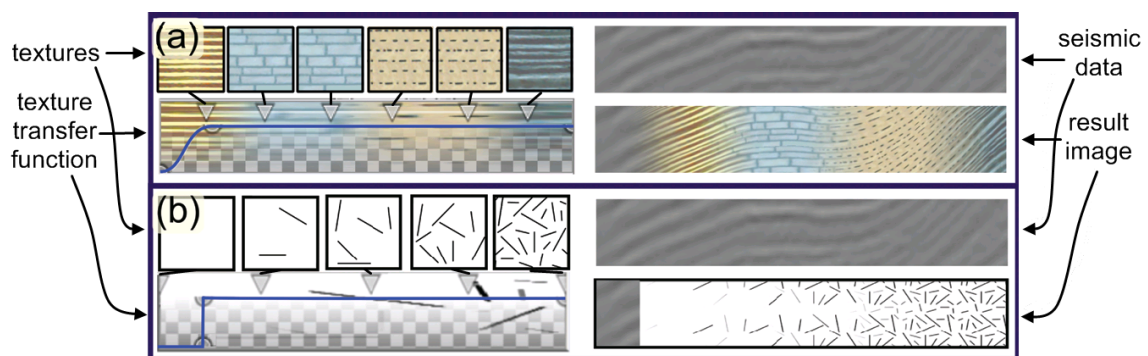 textures
texture
transfer
function
(a)
(b)
seismic
data
result
image